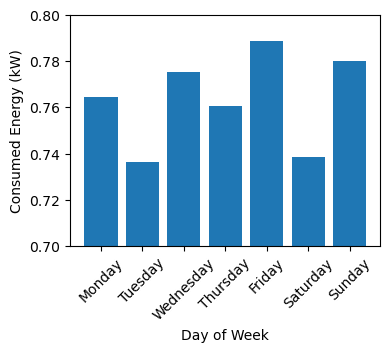 Consumed Energy (kW)
0.80
0.78
0.76
0.74
0.72
0.70
Monday
Tuesday
Wednesday
Thursday
Friday
Saturday
Sunday
Day of Week